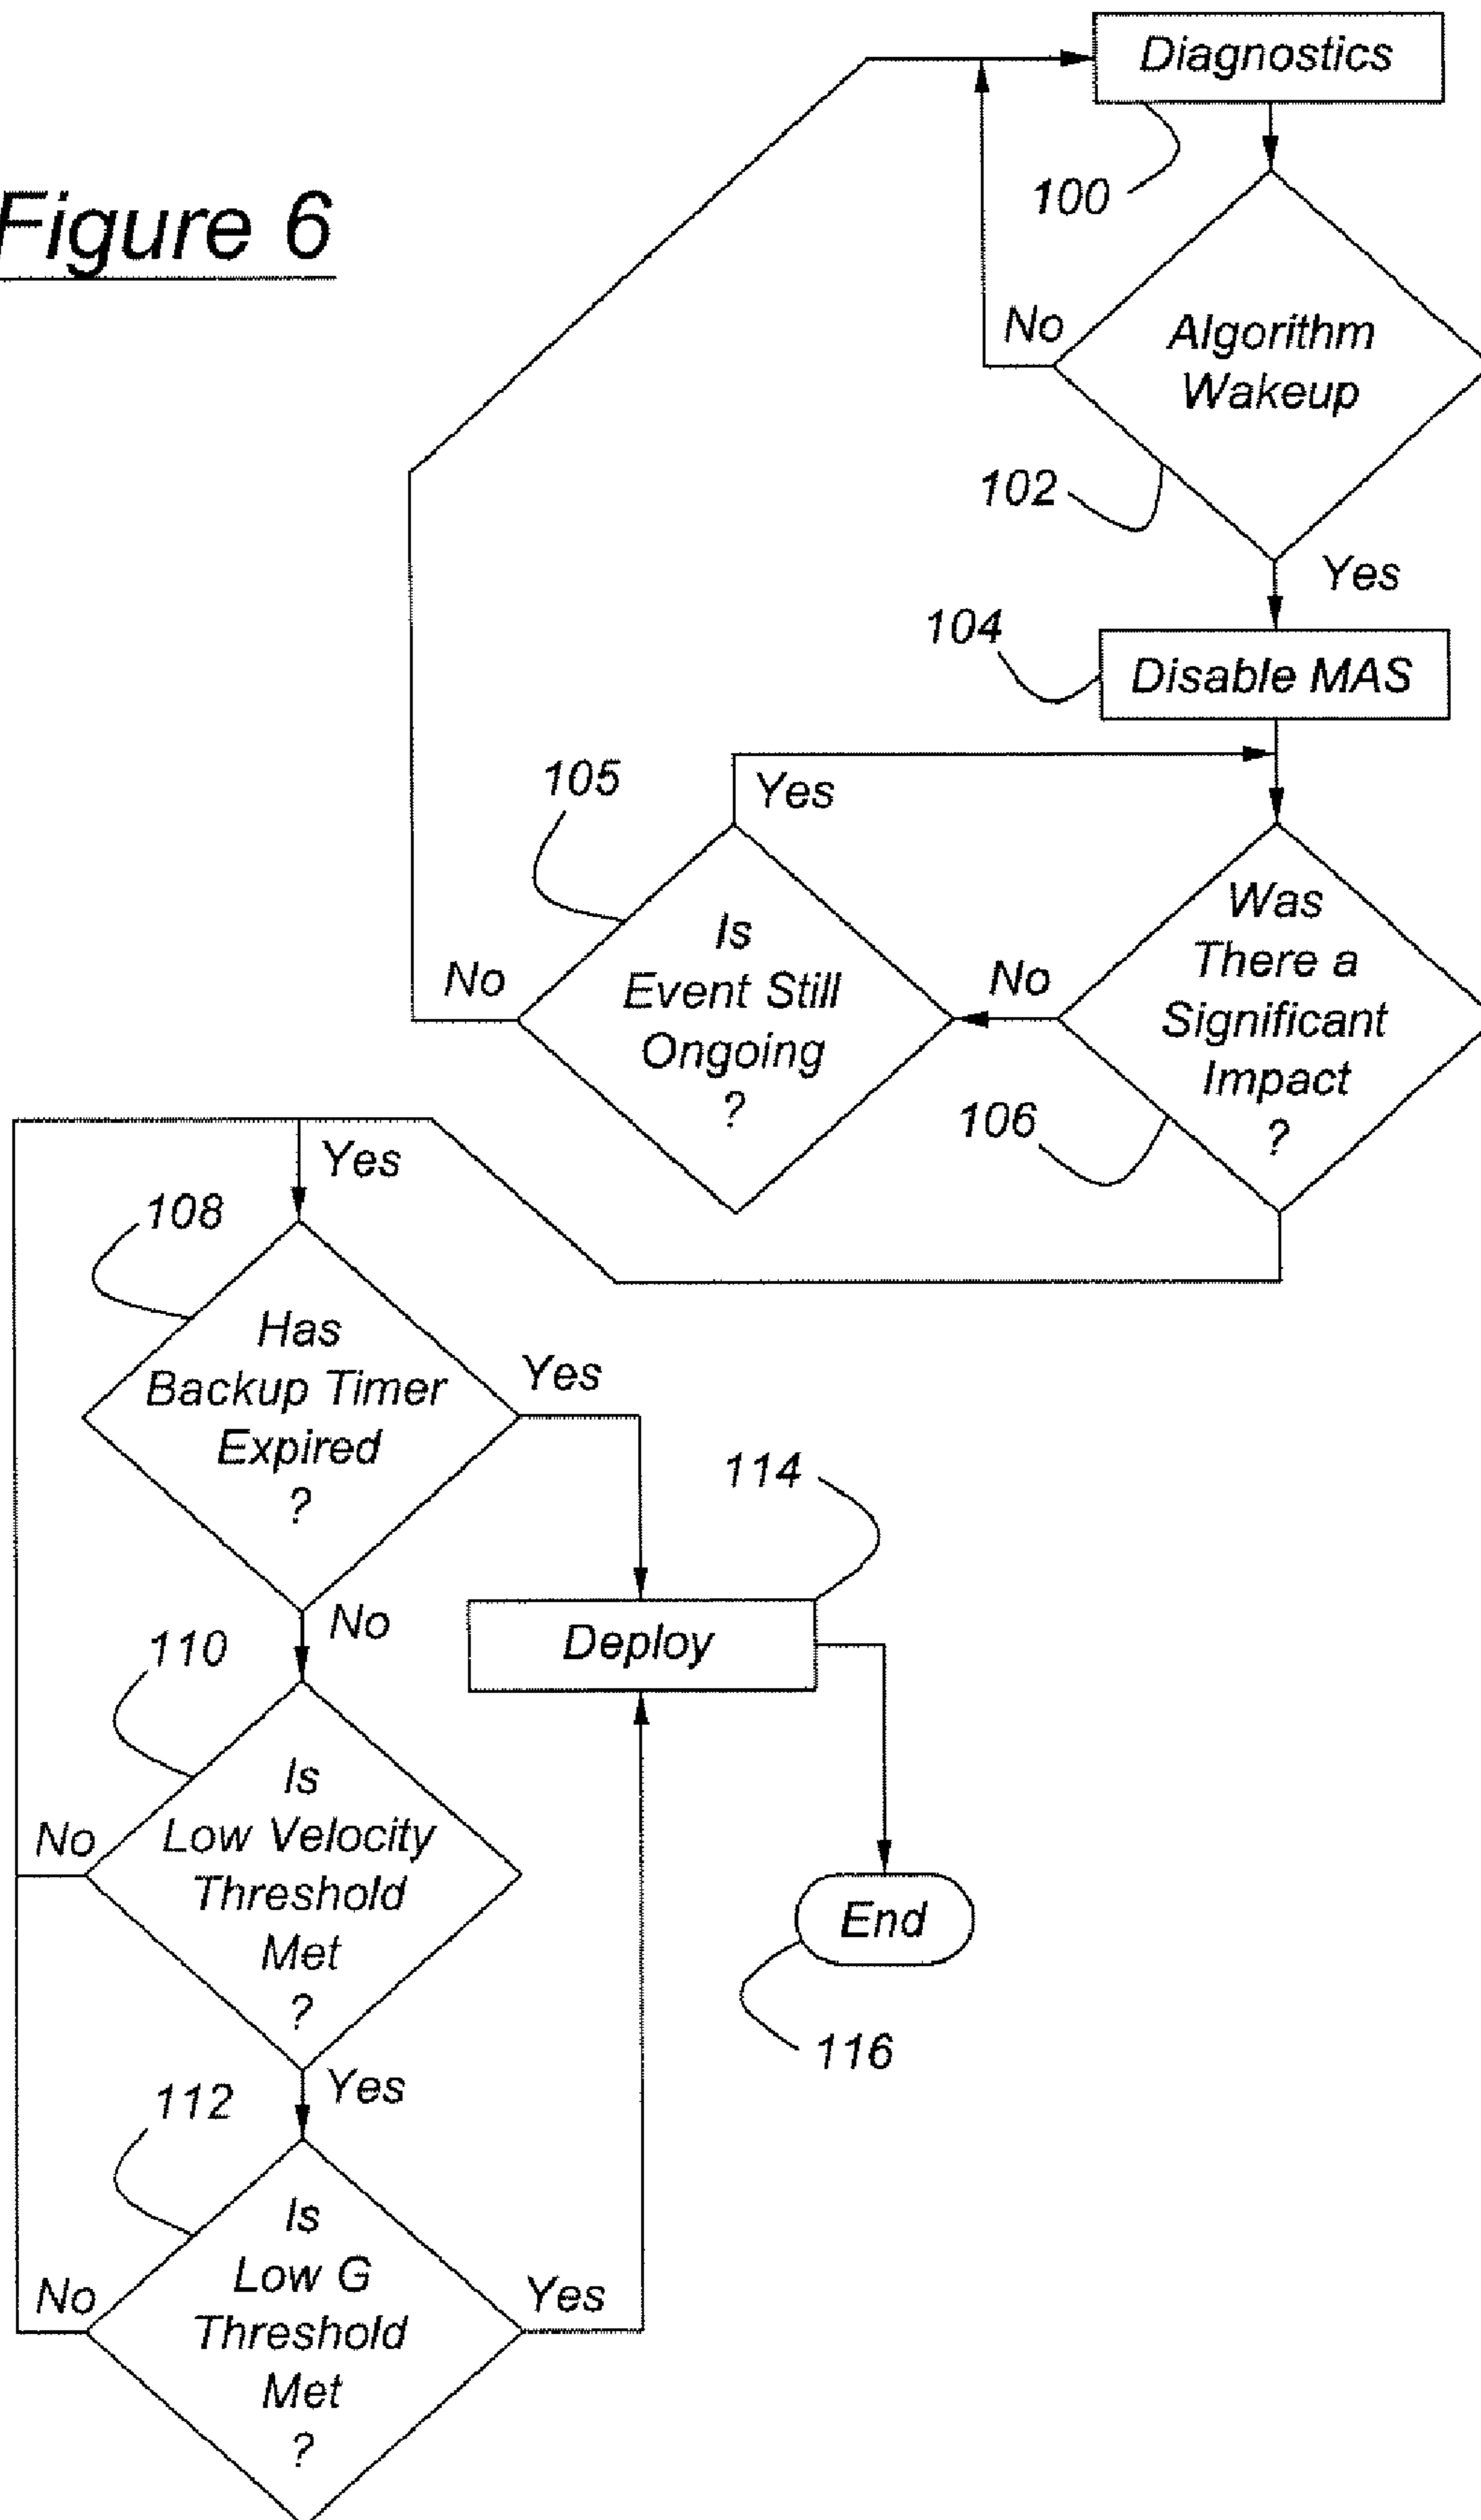 Diagnostics
100
Figure 6
No
Algorithm
Wakeup
102
Yes
104
Disable MAS
105
Yes
Was
There a
Significant
Impact
?
No
Is
Event Still
Ongoing
?
No
106
Yes
108
Has
Backup Timer
Expired
?
Yes
114
No
Deploy
110
Is
Low Velocity
Threshold
Met
?
No
End
116
Yes
112
Is
Low G
Threshold
Met
?
No
Yes